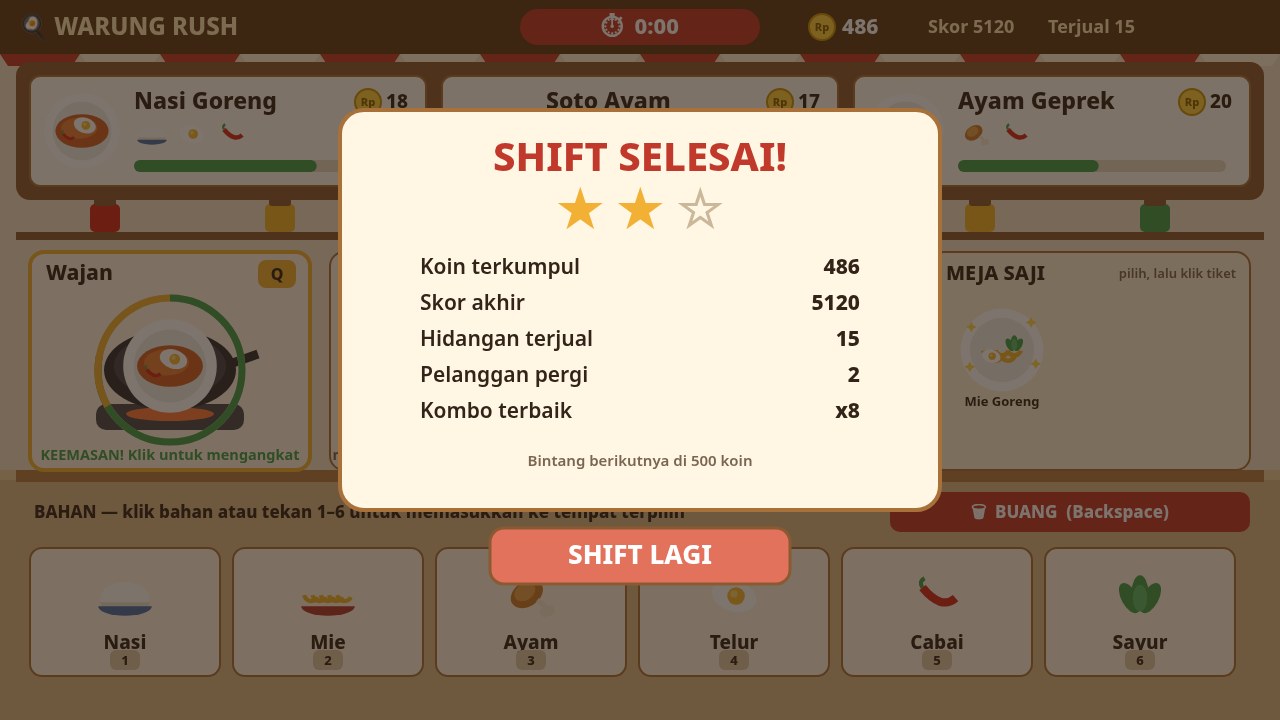 WARUNG RUSH
0:00
Rp 486
Skor 5120
Terjual 15
Nasi Goreng
Rp 18
Soto Ayam
Rp 17
Ayam Geprek
Rp 20
SHIFT SELESAI!
Koin terkumpul 486
Skor akhir 5120
Hidangan terjual 15
Pelanggan pergi 2
Kombo terbaik x8
Bintang berikutnya di 500 koin
SHIFT LAGI
Wajan
Q
KEEMASAN! Klik untuk mengangkat
MEJA SAJI
pilih, lalu klik tiket
Mie Goreng
BAHAN — klik bahan atau tekan 1–6 untuk memasukkan ke tempat terpilih
BUANG (Backspace)
Nasi
1
Mie
2
Ayam
3
Telur
4
Cabai
5
Sayur
6